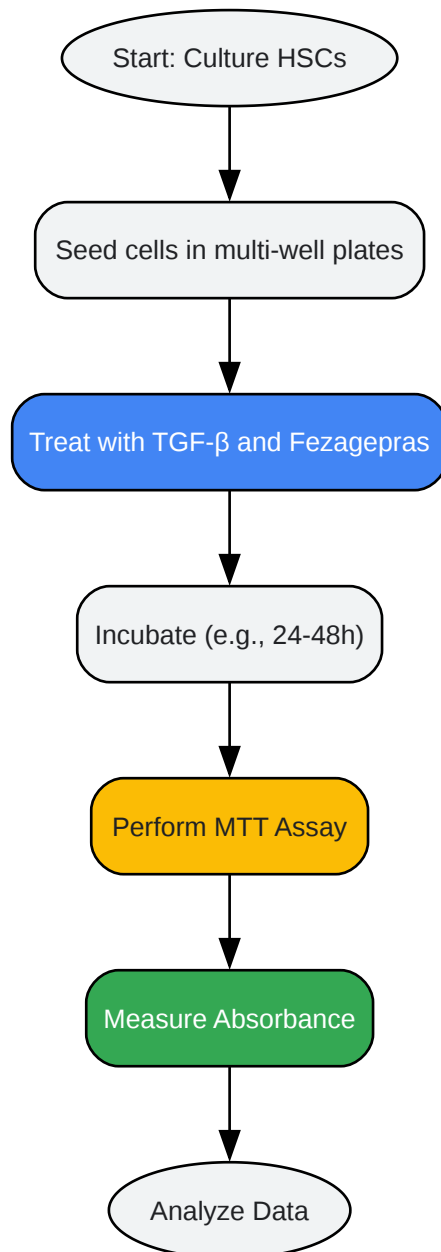 Start: Culture HSCs
Seed cells in multi-well plates
Treat with TGF-β and Fezagepras
Incubate (e.g., 24-48h)
Perform MTT Assay
Measure Absorbance
Analyze Data